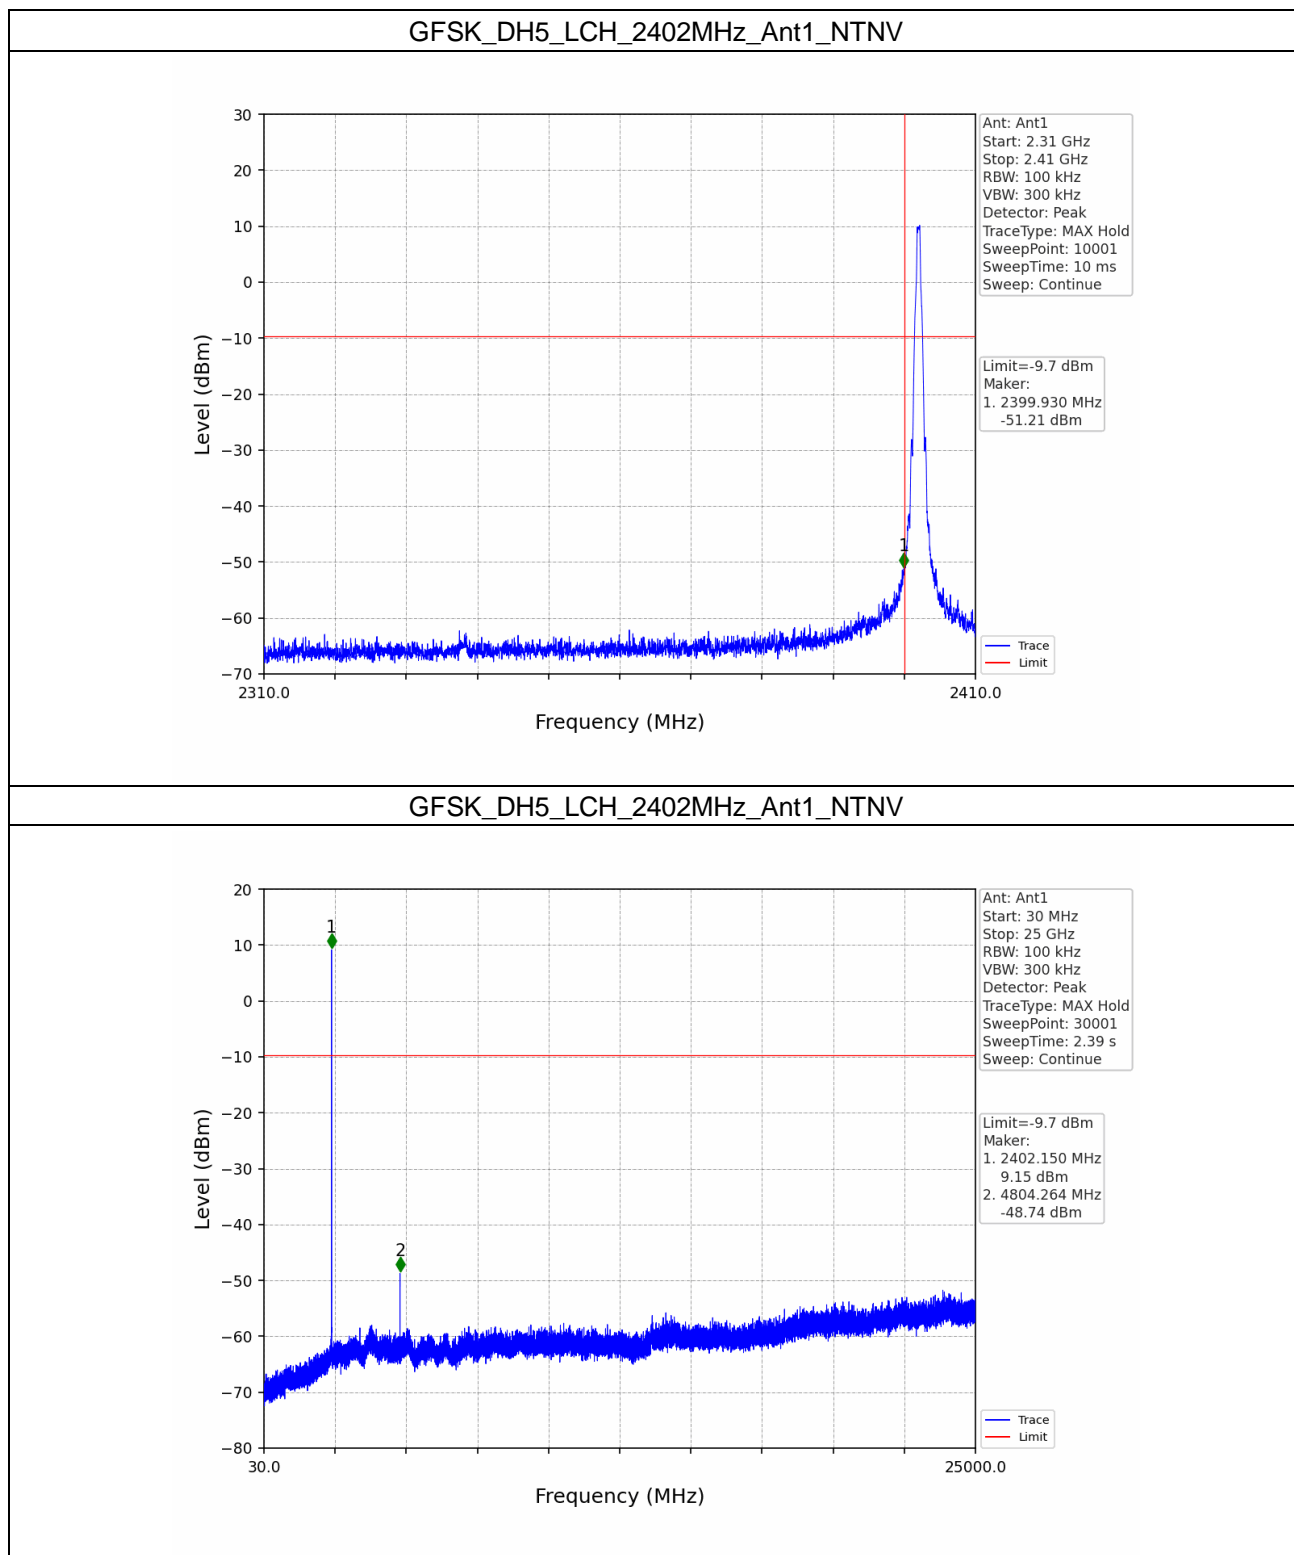 GFSK_DH5_LCH_2402MHz_Ant1_NTNV
30
20
10
0
−10
−20
−30
−40
−50
−60
−70
Level (dBm)
2310.0
2410.0
Frequency (MHz)
1
Ant: Ant1
Start: 2.31 GHz
Stop: 2.41 GHz
RBW: 100 kHz
VBW: 300 kHz
Detector: Peak
TraceType: MAX Hold
SweepPoint: 10001
SweepTime: 10 ms
Sweep: Continue
Limit=-9.7 dBm
Maker:
1. 2399.930 MHz
-51.21 dBm
Trace
Limit
GFSK_DH5_LCH_2402MHz_Ant1_NTNV
20
10
0
−10
−20
−30
−40
−50
−60
−70
−80
Level (dBm)
30.0
25000.0
Frequency (MHz)
1
2
Ant: Ant1
Start: 30 MHz
Stop: 25 GHz
RBW: 100 kHz
VBW: 300 kHz
Detector: Peak
TraceType: MAX Hold
SweepPoint: 30001
SweepTime: 2.39 s
Sweep: Continue
Limit=-9.7 dBm
Maker:
1. 2402.150 MHz
9.15 dBm
2. 4804.264 MHz
-48.74 dBm
Trace
Limit